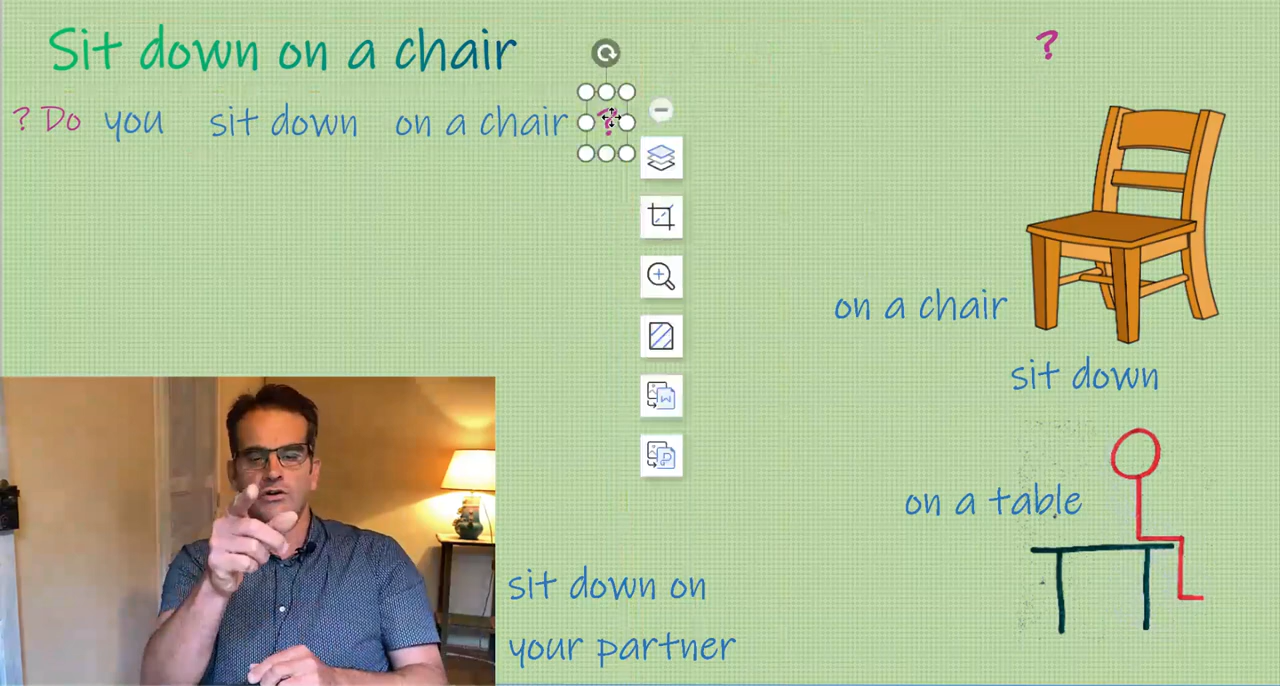 Sit down on a chair
?
? Do you sit down on a chair ?
on a chair
sit down
on a table
sit down on
your partner